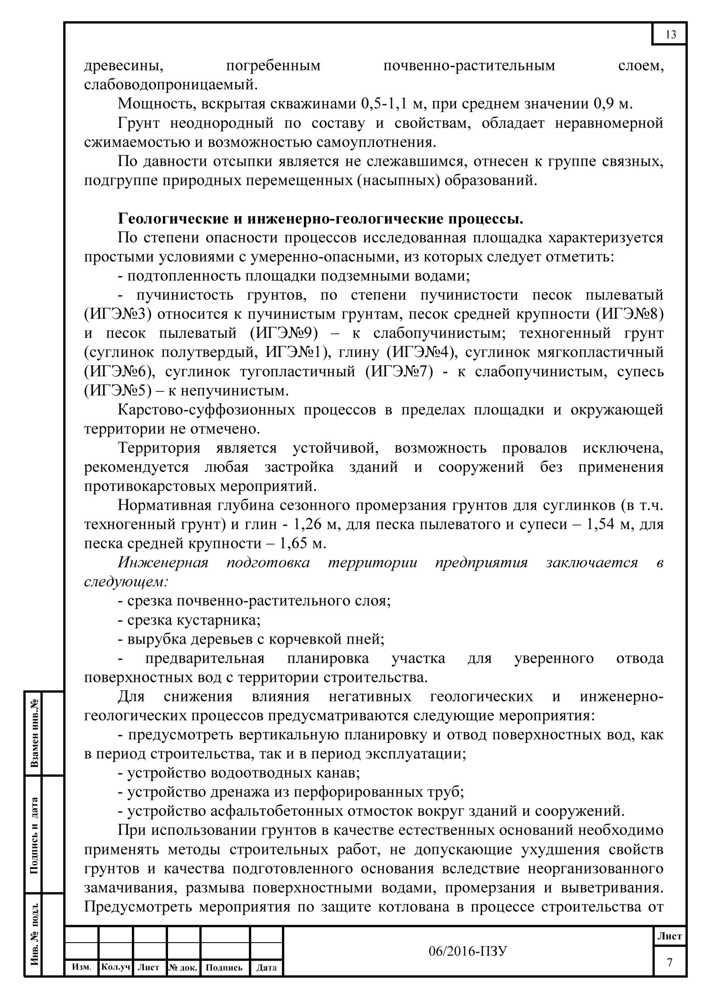 13
древесины, погребенным почвенно-растительным слоем,
слабоводопроницаемый.
Мощность, вскрытая скважинами 0,5-1,1 м, при среднем значении 0,9 м.
Грунт неоднородный по составу и свойствам, обладает неравномерной
сжимаемостью и возможностью самоуплотнения.
По давности отсыпки является не слежавшимся, отнесен к группе связных,
подгруппе природных перемещенных (насыпных) образований.
Геологические и инженерно-геологические процессы.
По степени опасности процессов исследованная площадка характеризуется
простыми условиями с умеренно-опасными, из которых следует отметить:
- подтопленность площадки подземными водами;
- пучинистость грунтов, по степени пучинистости песок пылеватый
(ИГЭ№3) относится к пучинистым грунтам, песок средней крупности (ИГЭ№8)
и песок пылеватый (ИГЭ№9) – к слабопучинистым; техногенный грунт
(суглинок полутвердый, ИГЭ№1), глину (ИГЭ№4), суглинок мягкопластичный
(ИГЭ№6), суглинок тугопластичный (ИГЭ№7) - к слабопучинистым, супесь
(ИГЭ№5) – к непучинистым.
Карстово-суффозионных процессов в пределах площадки и окружающей
территории не отмечено.
Территория является устойчивой, возможность провалов исключена,
рекомендуется любая застройка зданий и сооружений без применения
противокарстовых мероприятий.
Нормативная глубина сезонного промерзания грунтов для суглинков (в т.ч.
техногенный грунт) и глин - 1,26 м, для песка пылеватого и супеси – 1,54 м, для
песка средней крупности – 1,65 м.
Инженерная подготовка территории предприятия заключается в
следующем:
- срезка почвенно-растительного слоя;
- срезка кустарника;
- вырубка деревьев с корчевкой пней;
- предварительная планировка участка для уверенного отвода
поверхностных вод с территории строительства.
Для снижения влияния негативных геологических и инженерно-
геологических процессов предусматриваются следующие мероприятия:
- предусмотреть вертикальную планировку и отвод поверхностных вод, как
в период строительства, так и в период эксплуатации;
- устройство водоотводных канав;
- устройство дренажа из перфорированных труб;
- устройство асфальтобетонных отмосток вокруг зданий и сооружений.
При использовании грунтов в качестве естественных оснований необходимо
применять методы строительных работ, не допускающие ухудшения свойств
грунтов и качества подготовленного основания вследствие неорганизованного
замачивания, размыва поверхностными водами, промерзания и выветривания.
Предусмотреть мероприятия по защите котлована в процессе строительства от
Взамен инв.№
Подпись и дата
Инв. № подл.
Изм. Кол.уч Лист № док. Подпись Дата
06/2016-ПЗУ
Лист
7